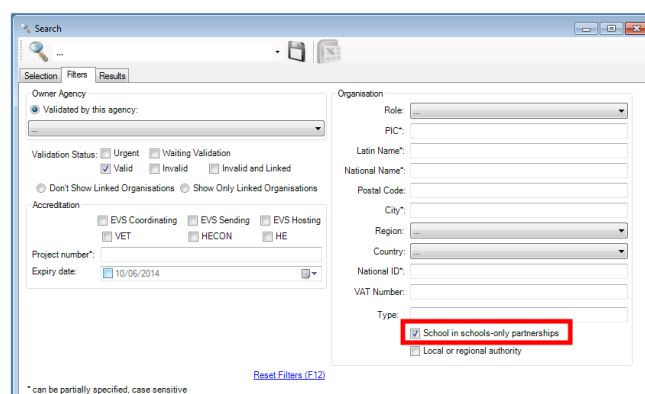 Search
...
Selection Filters Results
Owner Agency
Validated by this agency:
...
Validation Status: Urgent Waiting Validation
Valid Invalid Invalid and Linked
Don't Show Linked Organisations Show Only Linked Organisations
Accreditation
EVS Coordinating EVS Sending EVS Hosting
VET HECON HE
Project number*:
Expiry date: 10/06/2014
Organisation
Role: ...
PIC*:
Latin Name*:
National Name*:
Postal Code:
City*:
Region: ...
Country: ...
National ID*:
VAT Number:
Type:
School in schools-only partnerships
Local or regional authority
Reset Filters (F12)
* can be partially specified, case sensitive